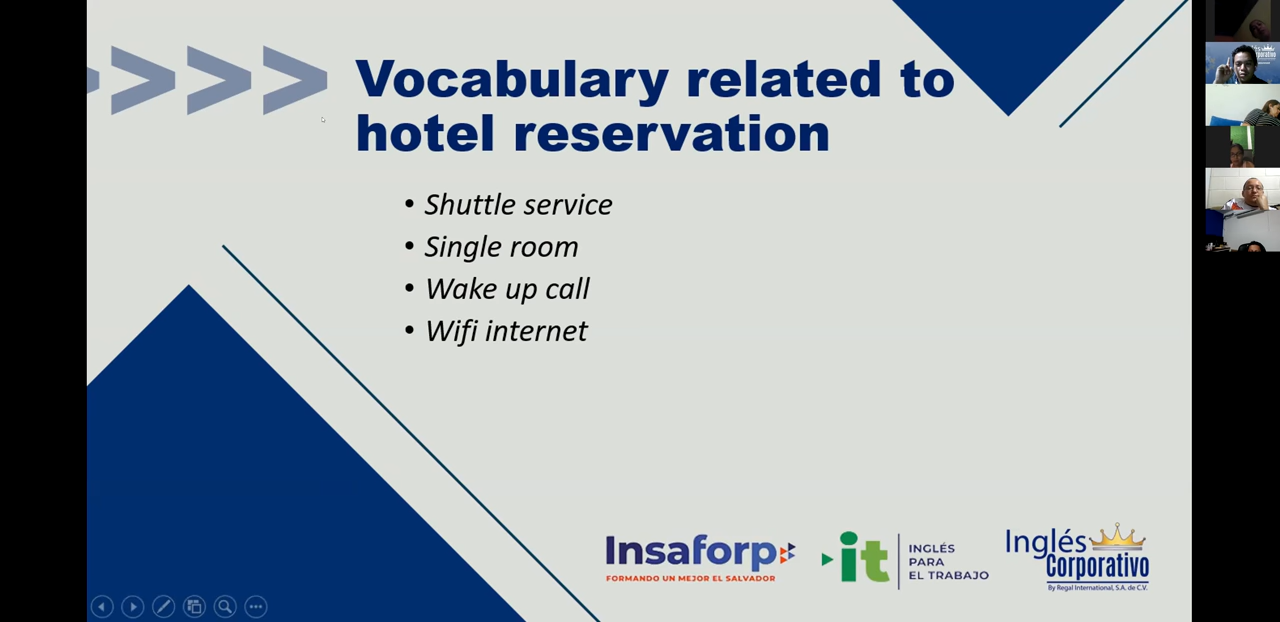 Vocabulary related to
hotel reservation
• Shuttle service
• Single room
• Wake up call
• Wifi internet
Insaforp
FORMANDO UN MEJOR EL SALVADOR
it
INGLÉS
PARA
EL TRABAJO
Inglés
Corporativo
By Regal International, S.A. de C.V.